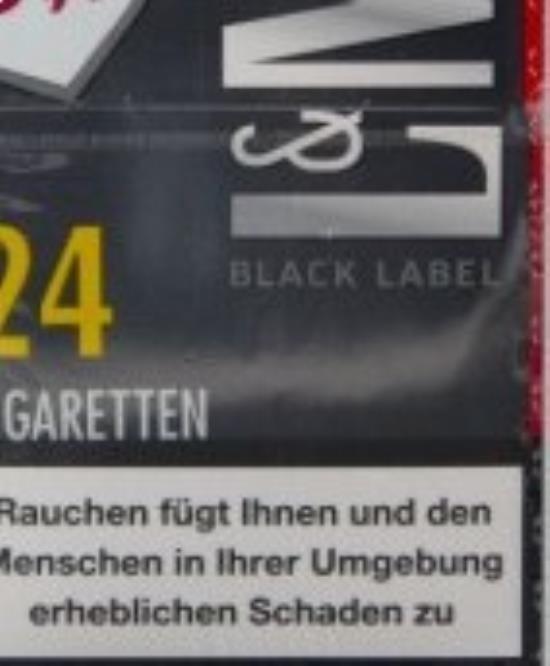 L&M
BLACK LABEL
24
GARETTEN
Rauchen fügt Ihnen und den
Menschen in Ihrer Umgebung
erheblichen Schaden zu